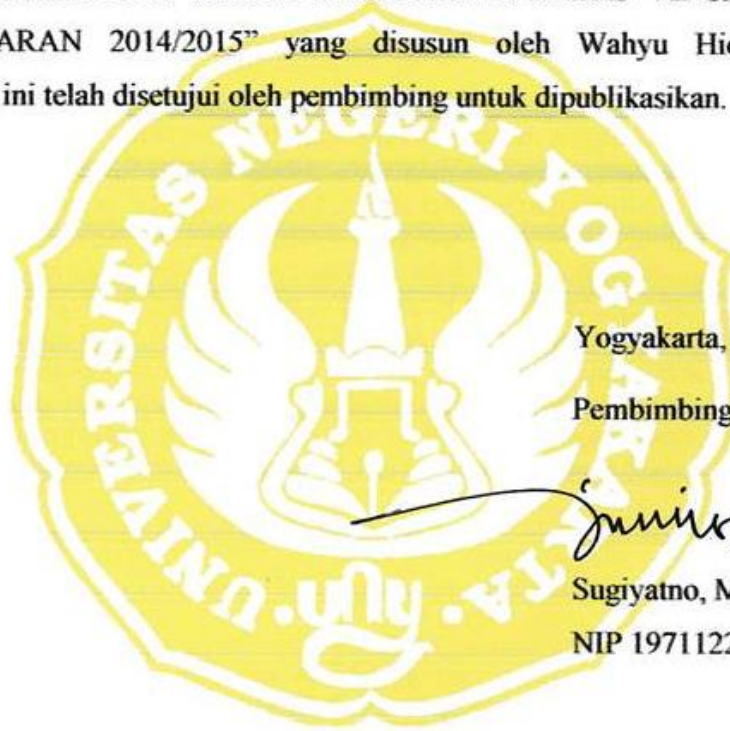 ARAN 2014/2015” yang disusun oleh Wahyu Hi
ini telah disetujui oleh pembimbing untuk dipublikasikan.
UNIVERSITAS NEGERI YOGYAKARTA
Yogyakarta,
Pembimbing
Sugiyatno, M
NIP 1971122
uny